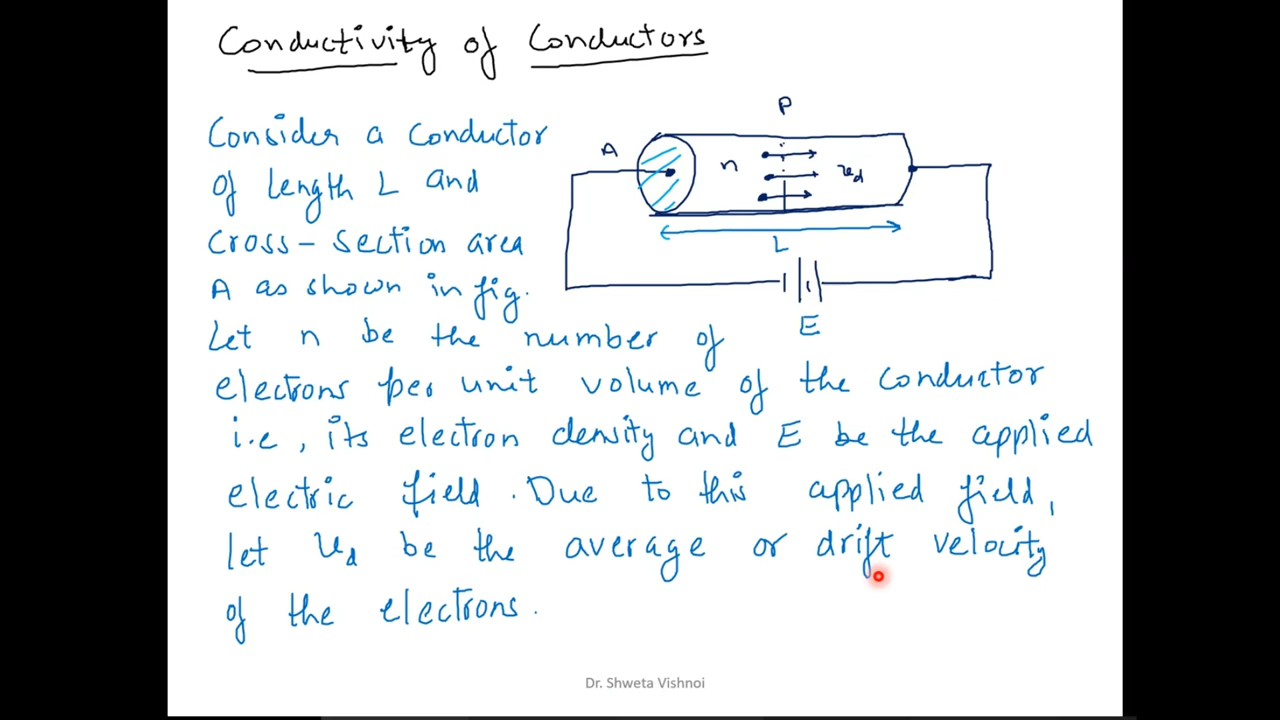 Conductivity of Conductors
Consider a conductor
of length L and
cross-section area
A as shown in fig.
P
A
n
v_d
L
E
Let n be the number of
electrons per unit volume of the conductor
i.e, its electron density and E be the applied
electric field. Due to this applied field,
let v_d be the average or drift velocity
of the electrons.
Dr. Shweta Vishnoi